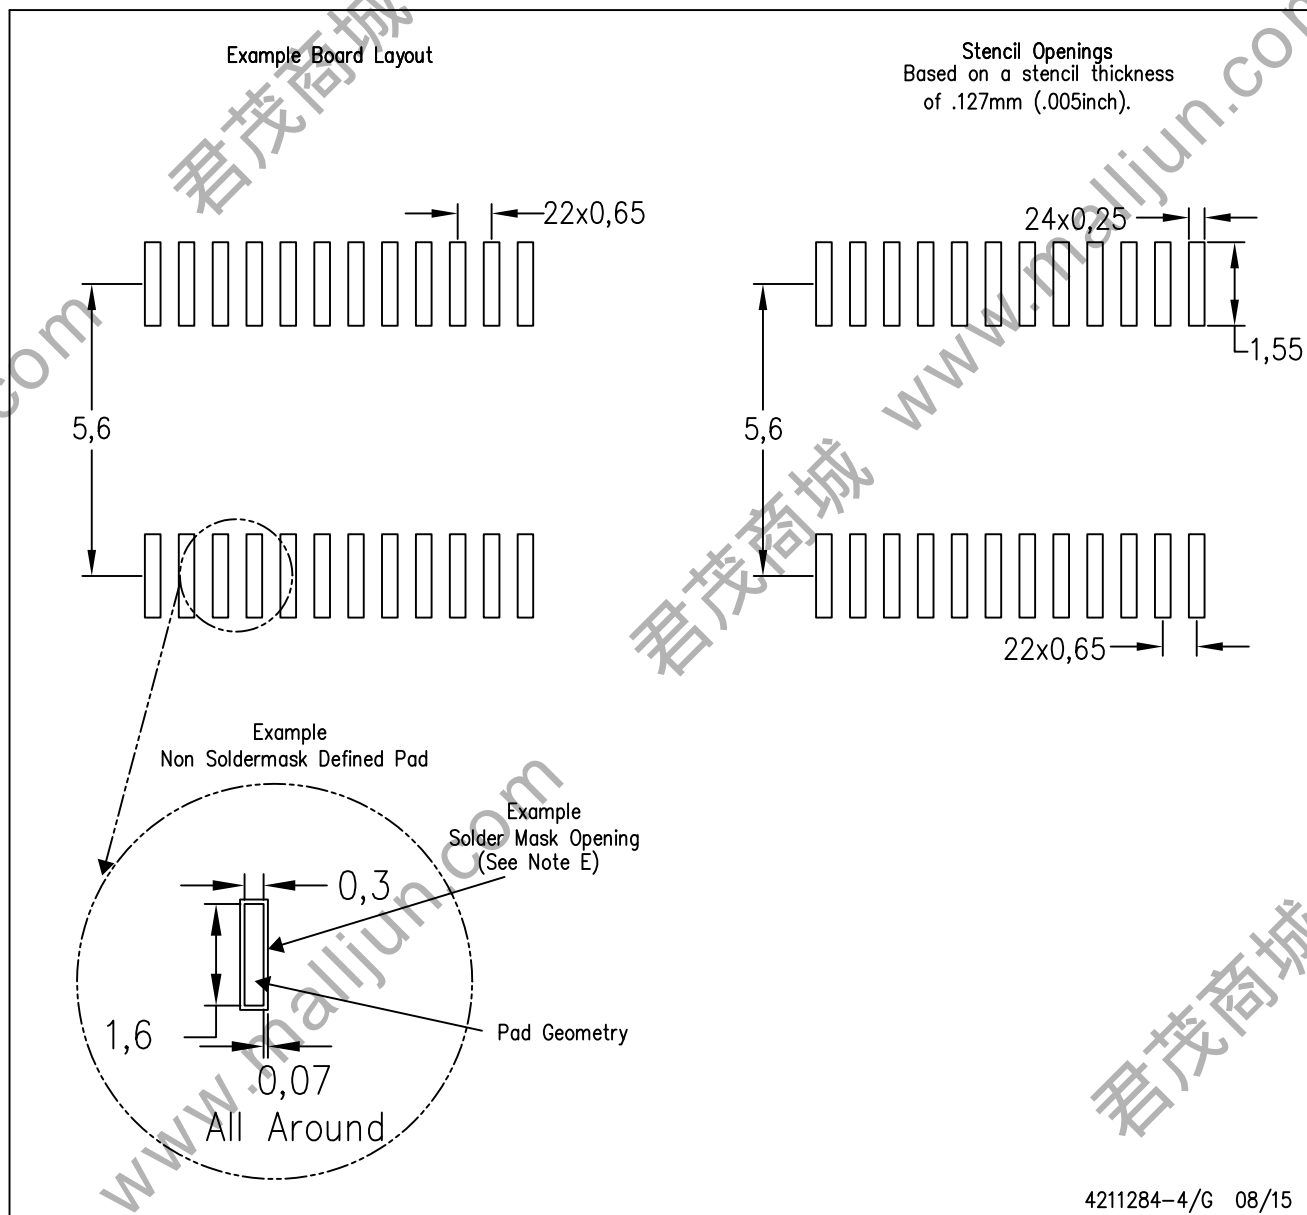 Example Board Layout
Stencil Openings
Based on a stencil thickness
of .127mm (.005inch).
22x0,65
24x0,25
1,55
5,6
5,6
22x0,65
Example
Non Soldermask Defined Pad
Example
Solder Mask Opening
(See Note E)
0,3
1,6
Pad Geometry
0,07
All Around
4211284-4/G 08/15
君茂商城
www.malljun.com
君茂商城
.com
www.malljun.com
君茂商城